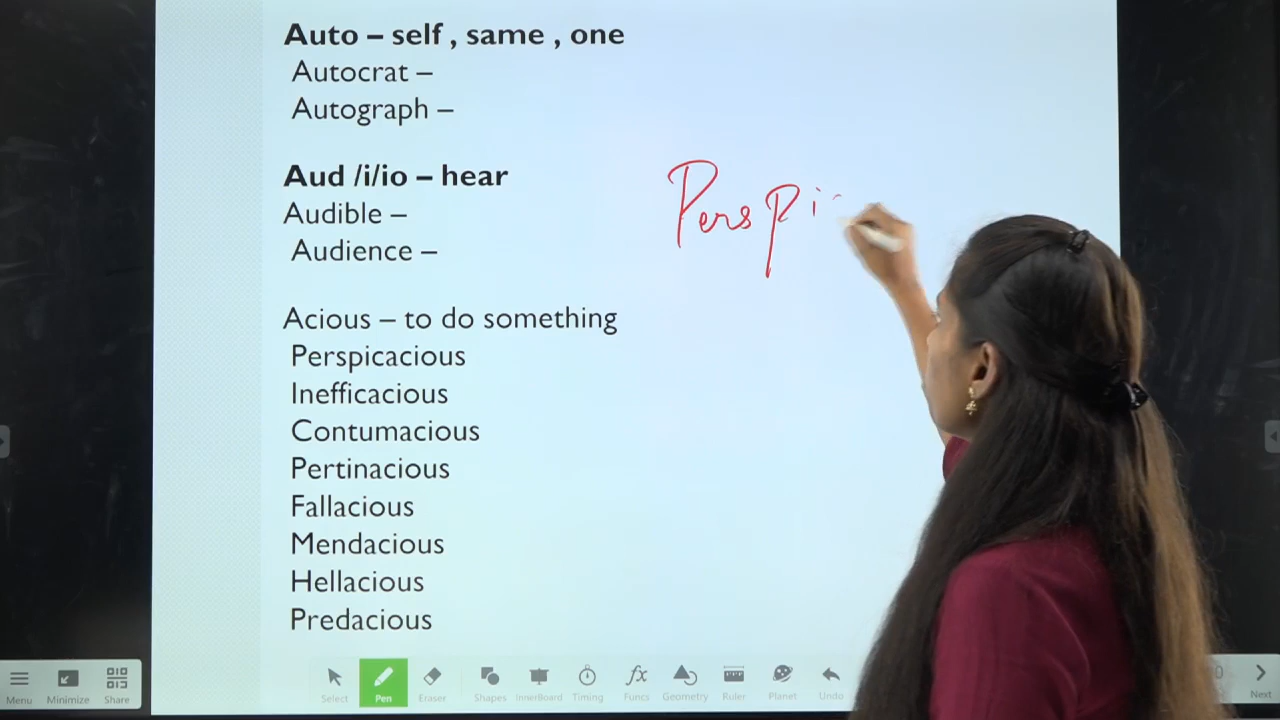 Auto – self , same , one
Autocrat –
Autograph –
Aud /i/io – hear
Audible –
Audience –
Perspi
Acious – to do something
Perspicacious
Inefficacious
Contumacious
Pertinacious
Fallacious
Mendacious
Hellacious
Predacious
Menu
Minimize
Share
Select
Pen
Eraser
Shapes
InnerBoard
Timing
fx
Funcs
Geometry
Ruler
Planet
Undo
Next